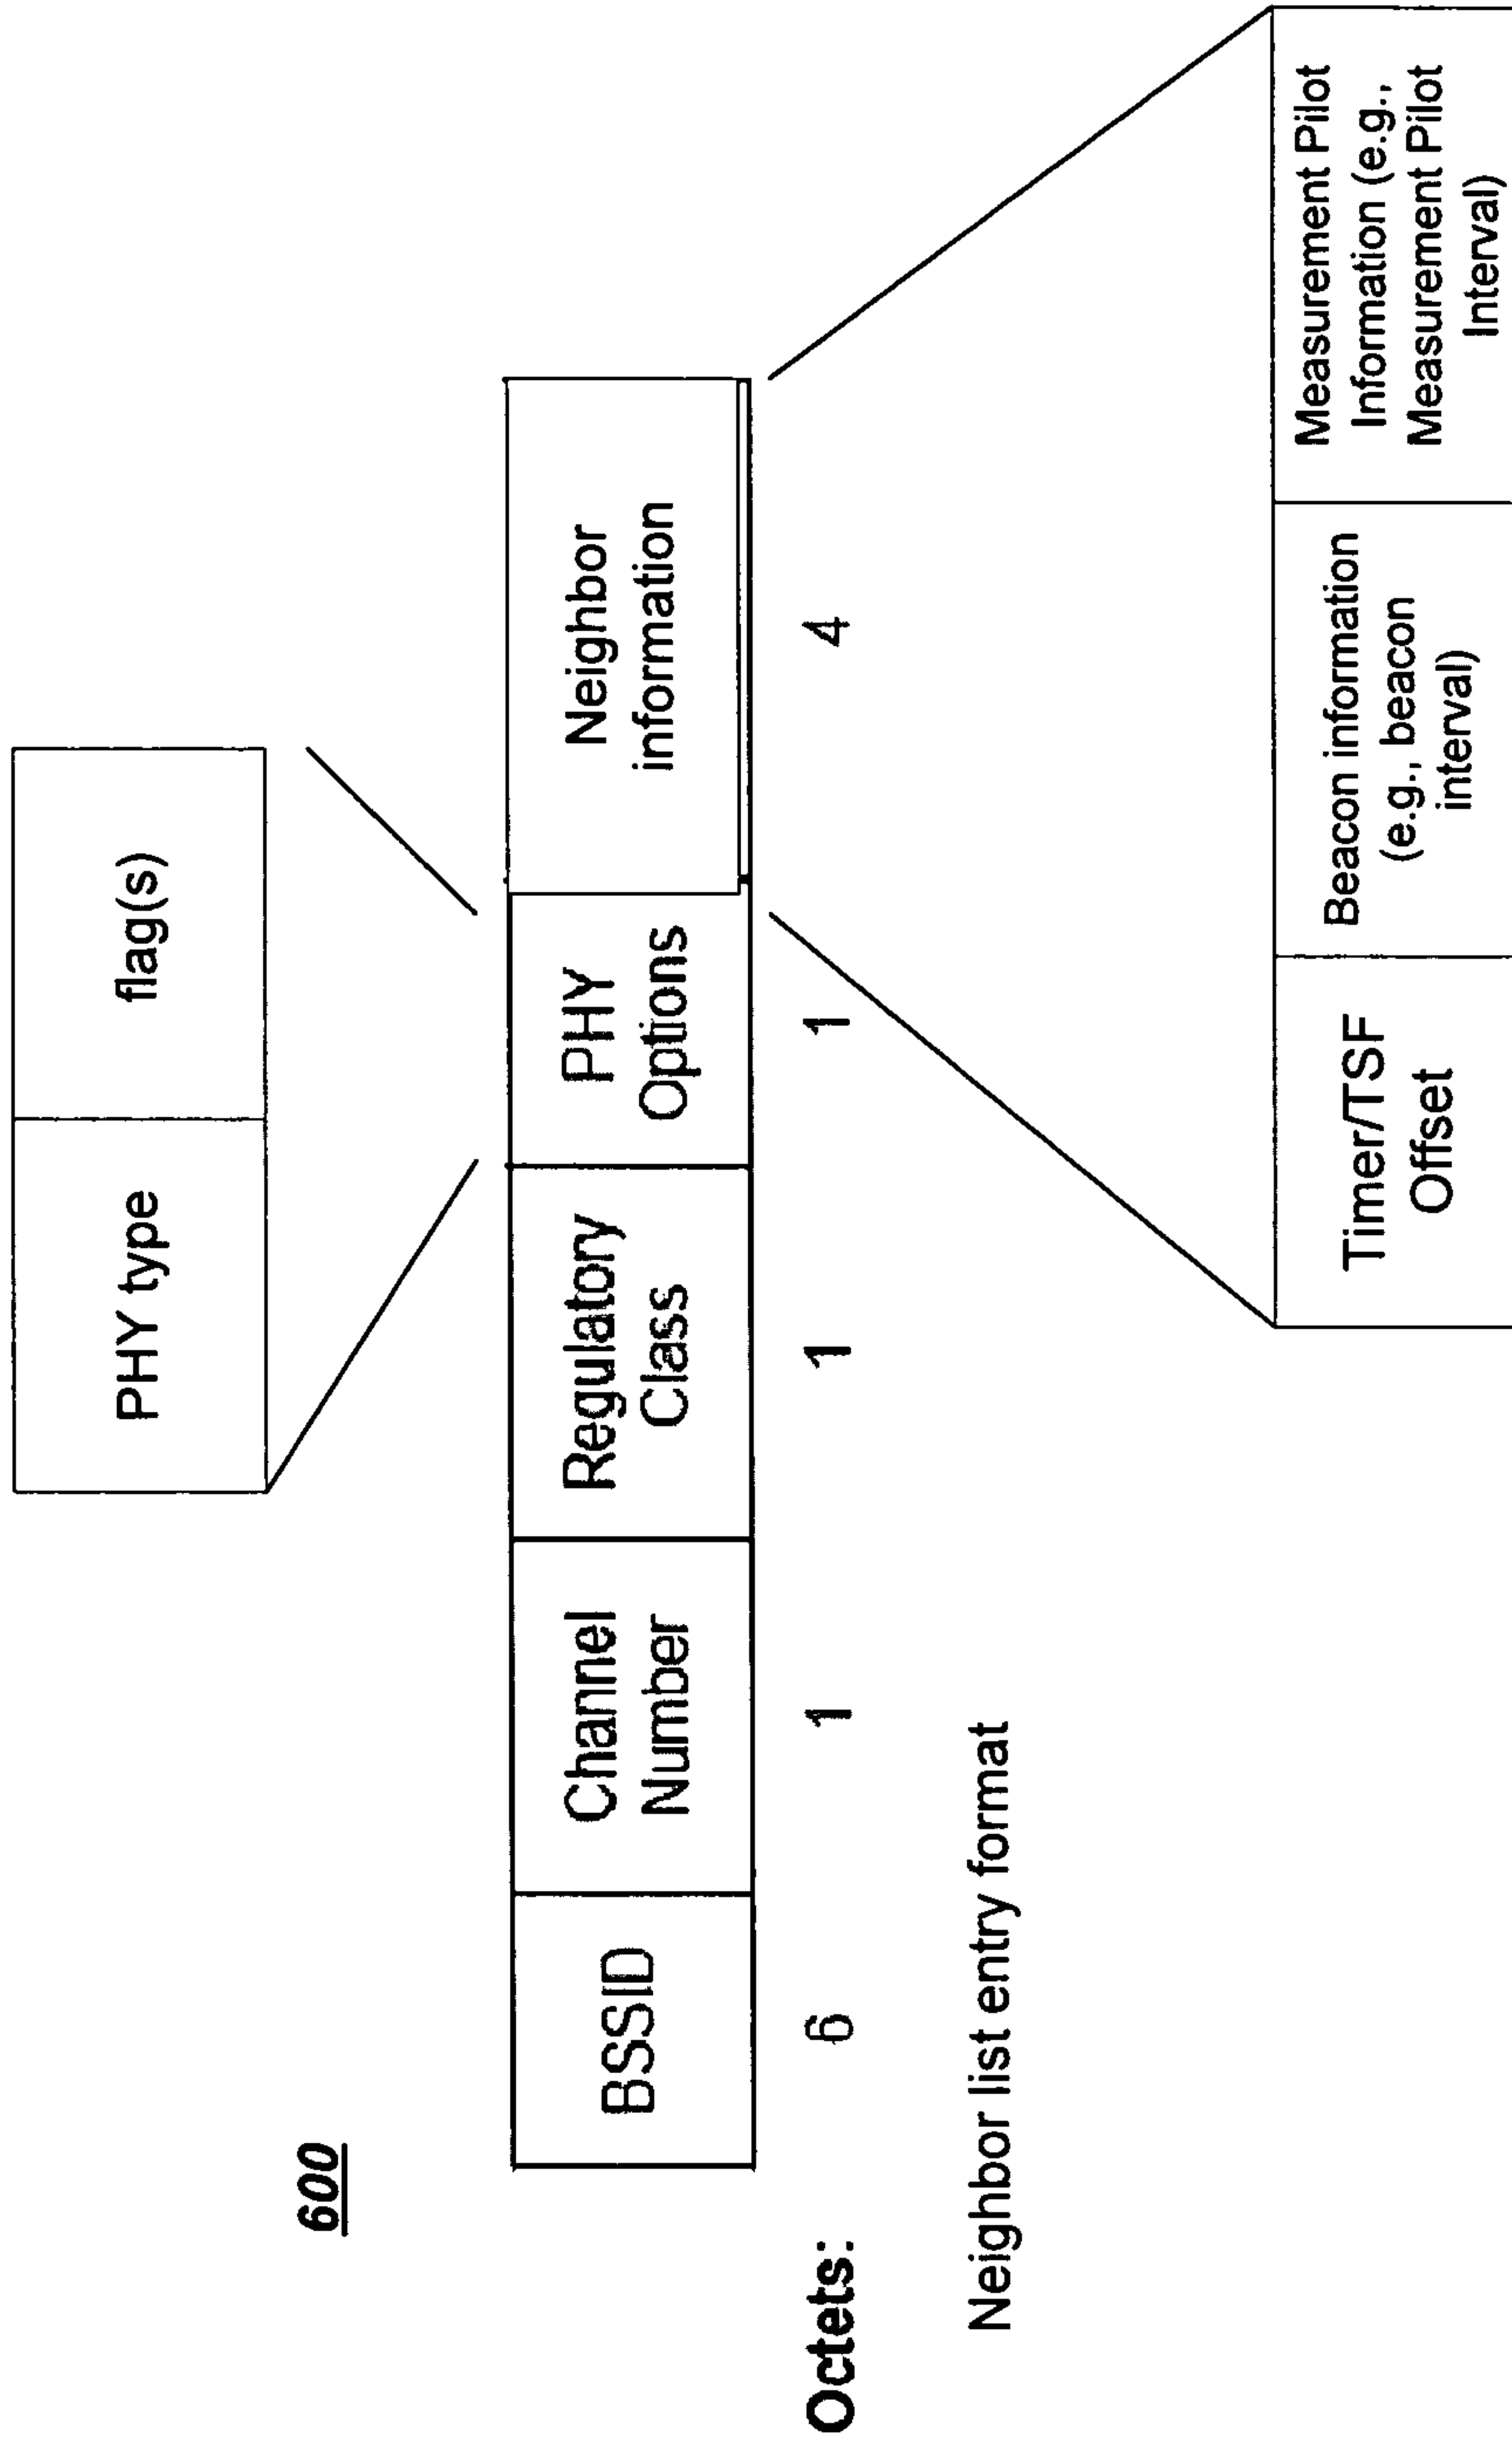 600
PHY type
flag(s)
BSSID
Channel
Number
Regulatory
Class
PHY
Options
Neighbor
information
Octets:
6
1
1
1
4
Neighbor list entry format
Timer/TSF
Offset
Beacon information
(e.g., beacon
interval)
Measurement Pilot
Information (e.g.,
Measurement Pilot
Interval)